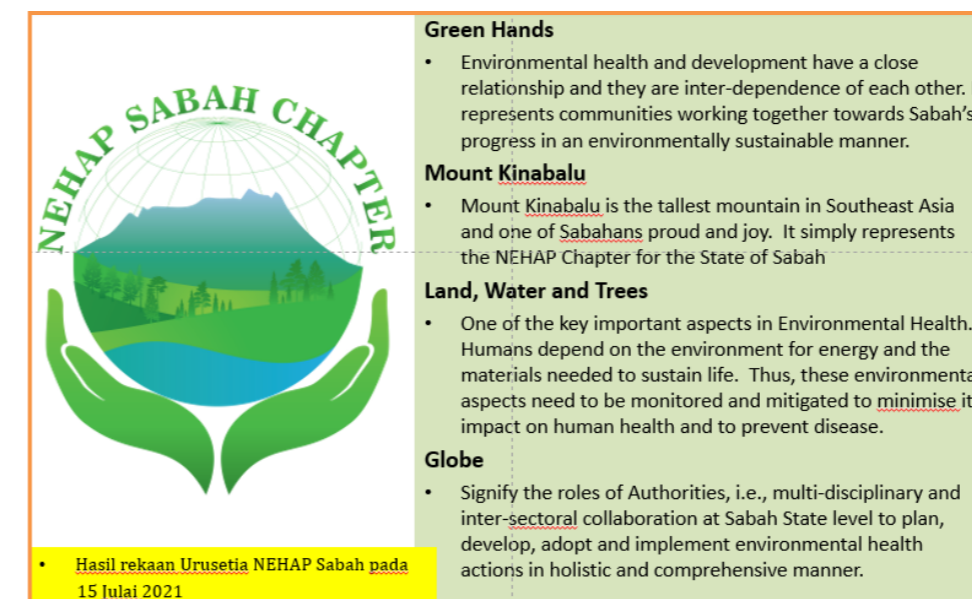 NEHAP SABAH CHAPTER
Green Hands
• Environmental health and development have a close
relationship and they are inter-dependence of each other.
represents communities working together towards Sabah's
progress in an environmentally sustainable manner.
Mount Kinabalu
• Mount Kinabalu is the tallest mountain in Southeast Asia
and one of Sabahans proud and joy. It simply represents
the NEHAP Chapter for the State of Sabah
Land, Water and Trees
• One of the key important aspects in Environmental Health.
Humans depend on the environment for energy and the
materials needed to sustain life. Thus, these environmenta
aspects need to be monitored and mitigated to minimise it
impact on human health and to prevent disease.
Globe
• Signify the roles of Authorities, i.e., multi-disciplinary and
inter-sectoral collaboration at Sabah State level to plan,
develop, adopt and implement environmental health
actions in holistic and comprehensive manner.
• Hasil rekaan Urusetia NEHAP Sabah pada
15 Julai 2021